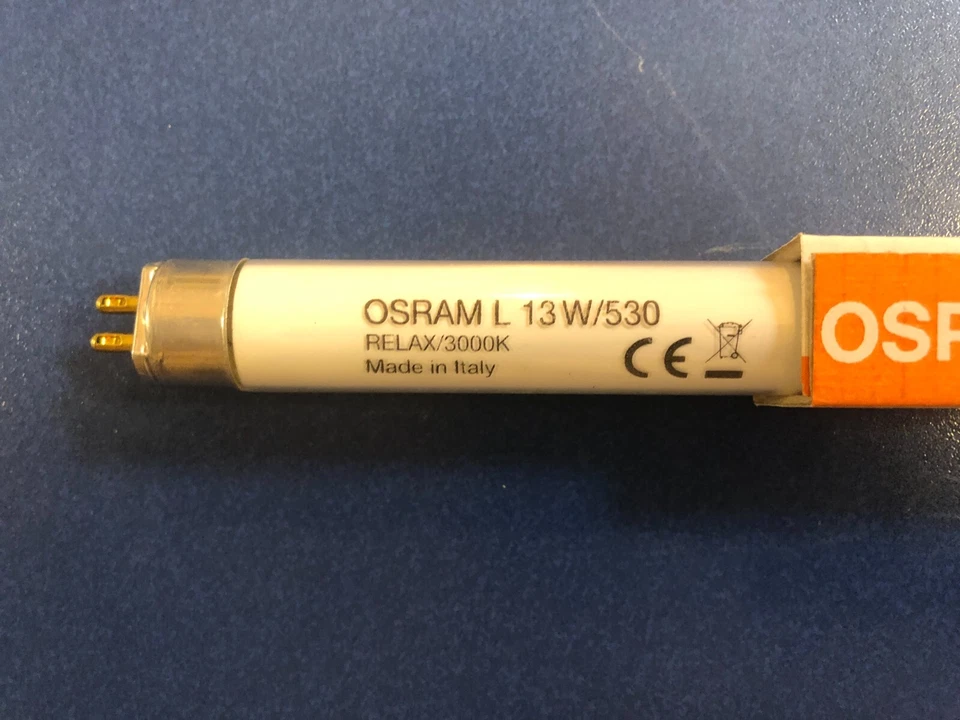 OSRAM L 13 W/530
RELAX/3000K
Made in Italy
CE
OSR